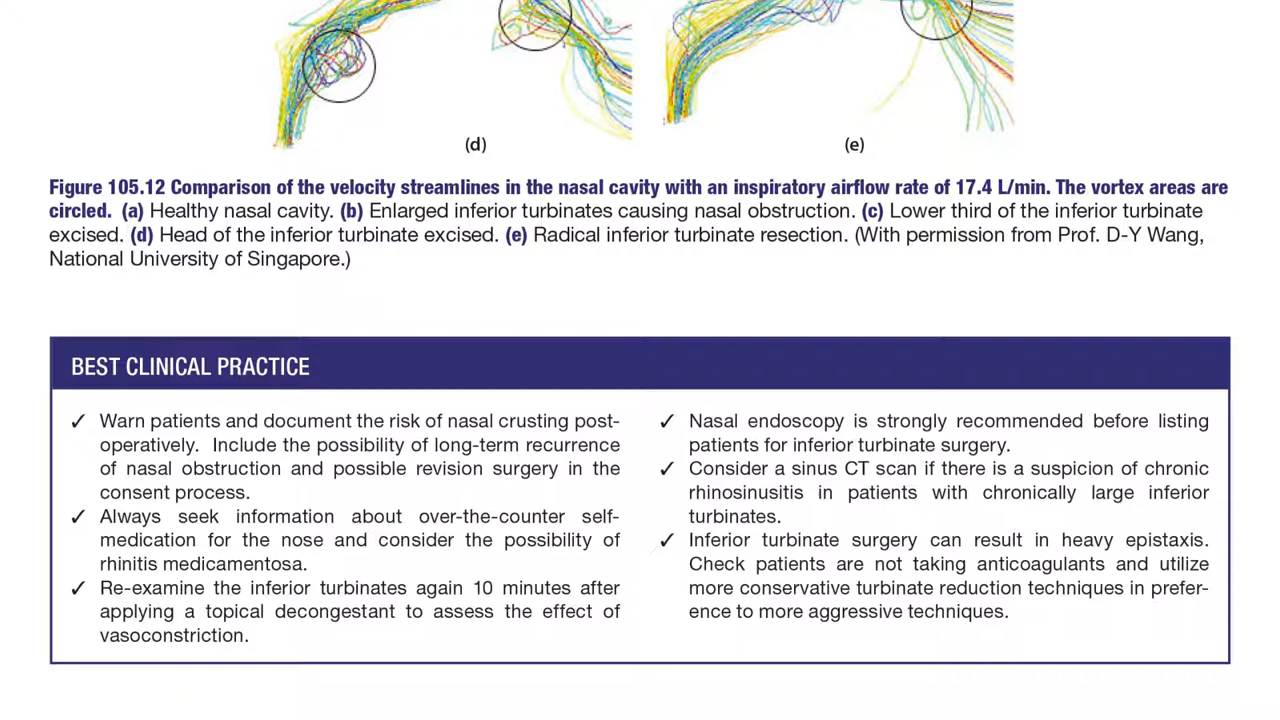 (d)
(e)
Figure 105.12 Comparison of the velocity streamlines in the nasal cavity with an inspiratory airflow rate of 17.4 L/min. The vortex areas are
circled. (a) Healthy nasal cavity. (b) Enlarged inferior turbinates causing nasal obstruction. (c) Lower third of the inferior turbinate
excised. (d) Head of the inferior turbinate excised. (e) Radical inferior turbinate resection. (With permission from Prof. D-Y Wang,
National University of Singapore.)
BEST CLINICAL PRACTICE
✓ Warn patients and document the risk of nasal crusting post-
operatively. Include the possibility of long-term recurrence
of nasal obstruction and possible revision surgery in the
consent process.
✓ Always seek information about over-the-counter self-
medication for the nose and consider the possibility of
rhinitis medicamentosa.
✓ Re-examine the inferior turbinates again 10 minutes after
applying a topical decongestant to assess the effect of
vasoconstriction.
✓ Nasal endoscopy is strongly recommended before listing
patients for inferior turbinate surgery.
✓ Consider a sinus CT scan if there is a suspicion of chronic
rhinosinusitis in patients with chronically large inferior
turbinates.
✓ Inferior turbinate surgery can result in heavy epistaxis.
Check patients are not taking anticoagulants and utilize
more conservative turbinate reduction techniques in prefer-
ence to more aggressive techniques.